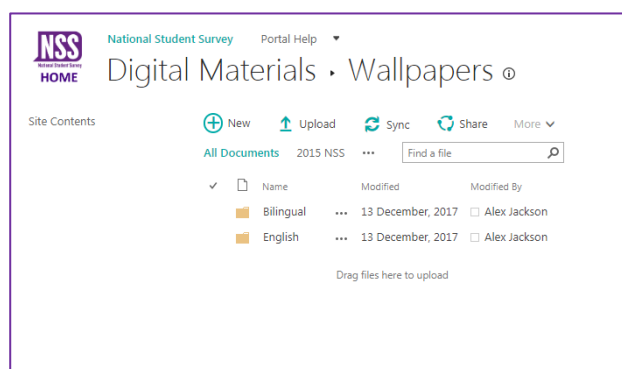 NSS
National Student Survey
HOME
National Student Survey Portal Help
Digital Materials ▸ Wallpapers
Site Contents
New Upload Sync Share More
All Documents 2015 NSS ••• Find a file
Name Modified Modified By
Bilingual ••• 13 December, 2017 Alex Jackson
English ••• 13 December, 2017 Alex Jackson
Drag files here to upload